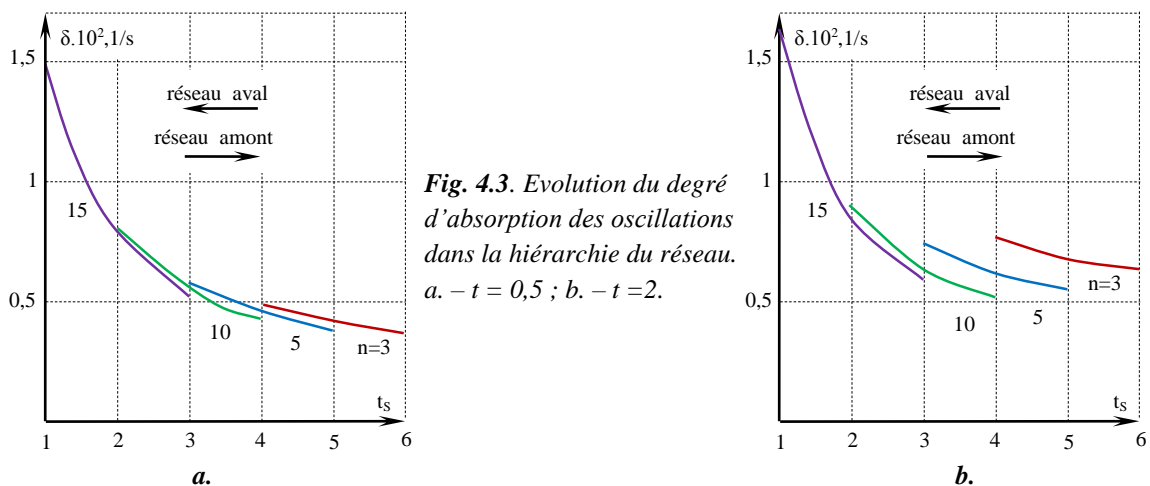 δ.10²,1/s
1,5
réseau aval
réseau amont
1
15
0,5
10
5
n=3
tS
1 2 3 4 5 6
a.
Fig. 4.3. Evolution du degré
d’absorption des oscillations
dans la hiérarchie du réseau.
a. – t = 0,5 ; b. – t =2.
δ.10²,1/s
1,5
réseau aval
réseau amont
1
15
0,5
n=3
10
5
tS
1 2 3 4 5 6
b.